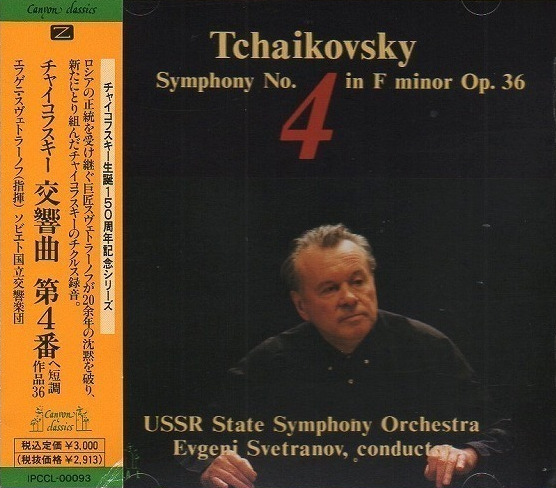 Canyon classics
Z
チャイコフスキー生誕150周年記念シリーズ
ロシアの正統を受け継ぐ巨匠スヴェトラーノフが20余年の沈黙を破り、
新たにとり組んだチャイコフスキーのチクルス録音。
チャイコフスキー 交響曲 第4番 ヘ短調 作品36
エフゲニ・スヴェトラーノフ(指揮) ソビエト国立交響楽団
Canyon classics
税込定価¥3,000
(税抜価格¥2,913)
IPCCL-00093
Tchaikovsky
Symphony No. 4 in F minor Op. 36
USSR State Symphony Orchestra
Evgeni Svetranov, conducto